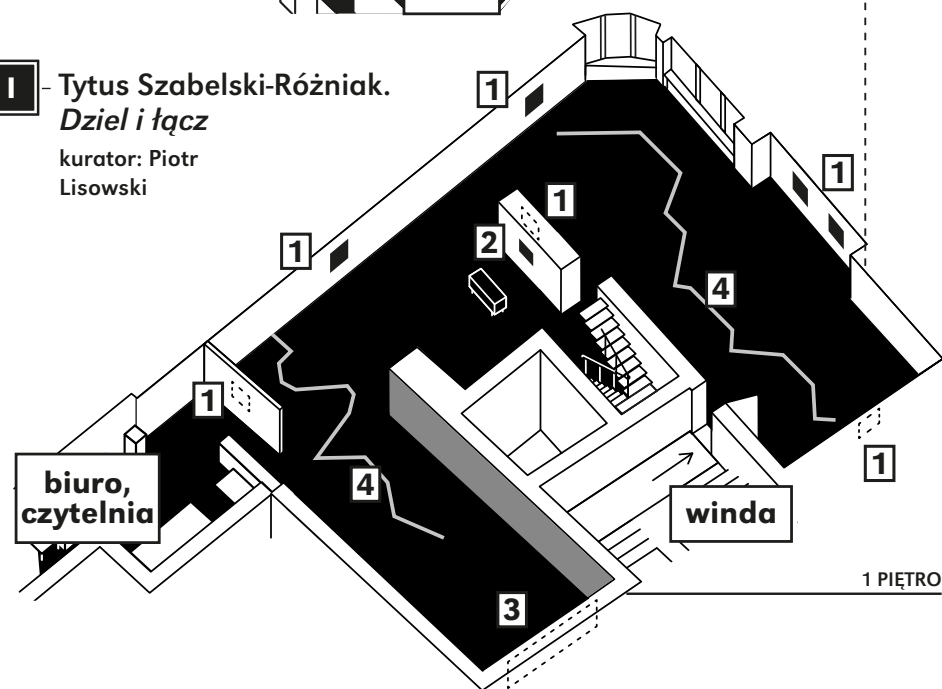 I
Tytus Szabelski-Różniak.
Dziel i łącz
kurator: Piotr
Lisowski
1
1
1
1
2
4
1
1
4
biuro,
czytelnia
winda
3
1 PIĘTRO